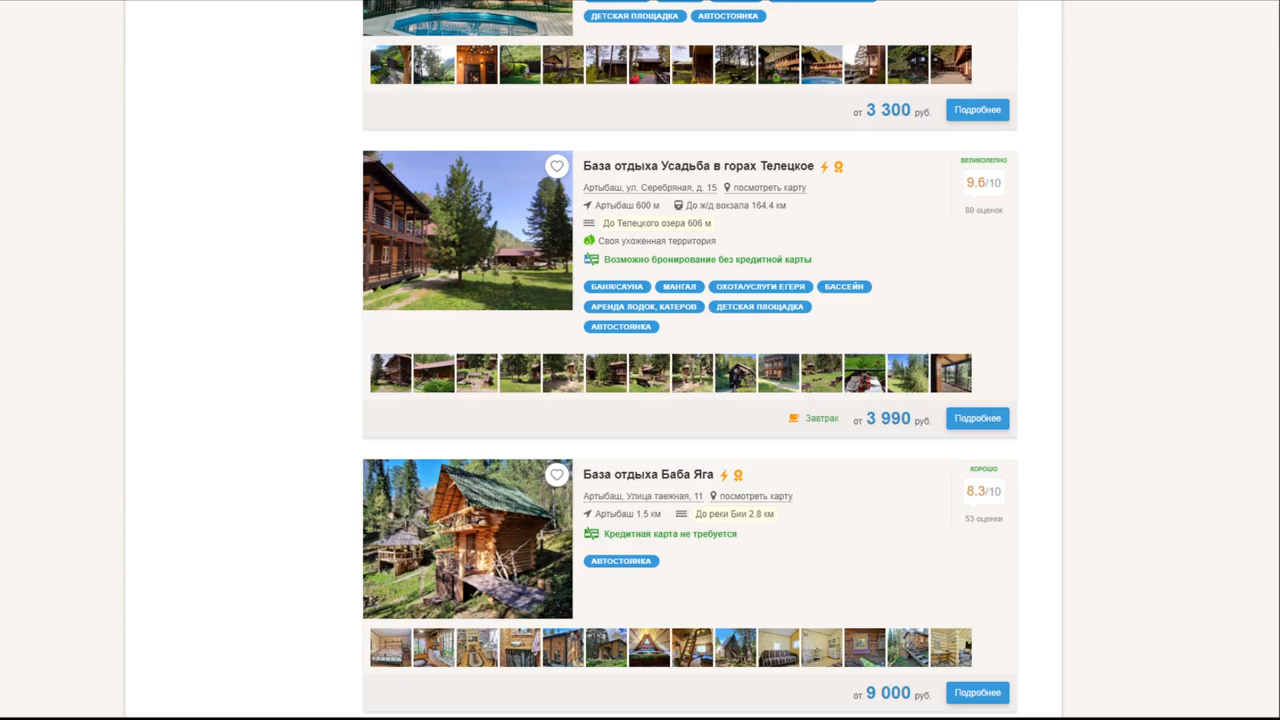 ДЕТСКАЯ ПЛОЩАДКА АВТОСТОЯНКА
от 3 300 руб. Подробнее
База отдыха Усадьба в горах Телецкое
ВЕЛИКОЛЕПНО
9.6/10
80 оценок
Артыбаш, ул. Серебряная, д. 15 посмотреть карту
Артыбаш 600 м До ж/д вокзала 164.4 км
До Телецкого озера 606 м
Своя ухоженная территория
Возможно бронирование без кредитной карты
БАНЯ/САУНА МАНГАЛ ОХОТА/УСЛУГИ ЕГЕРЯ БАССЕЙН
АРЕНДА ЛОДОК, КАТЕРОВ ДЕТСКАЯ ПЛОЩАДКА
АВТОСТОЯНКА
Завтрак от 3 990 руб. Подробнее
База отдыха Баба Яга
ХОРОШО
8.3/10
53 оценки
Артыбаш, Улица таежная, 11 посмотреть карту
Артыбаш 1.5 км До реки Бии 2.8 км
Кредитная карта не требуется
АВТОСТОЯНКА
от 9 000 руб. Подробнее